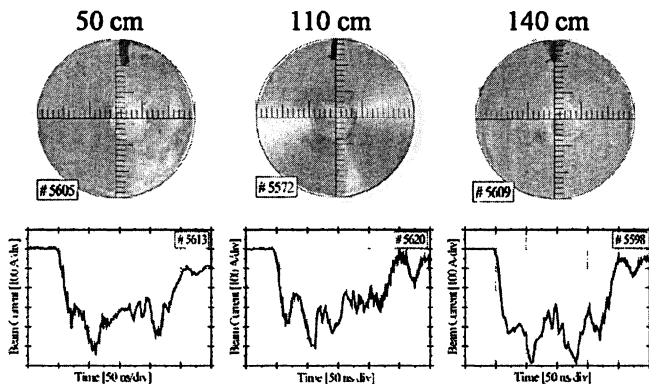 50 cm 110 cm 140 cm
# 5605 # 5572 # 5609
# 5613 # 5620 # 5598
Beam Current [100 A/div] Beam Current [100 A/div] Beam Current [100 A/div]
Time [50 ns/div] Time [50 ns/div] Time [50 ns/div]